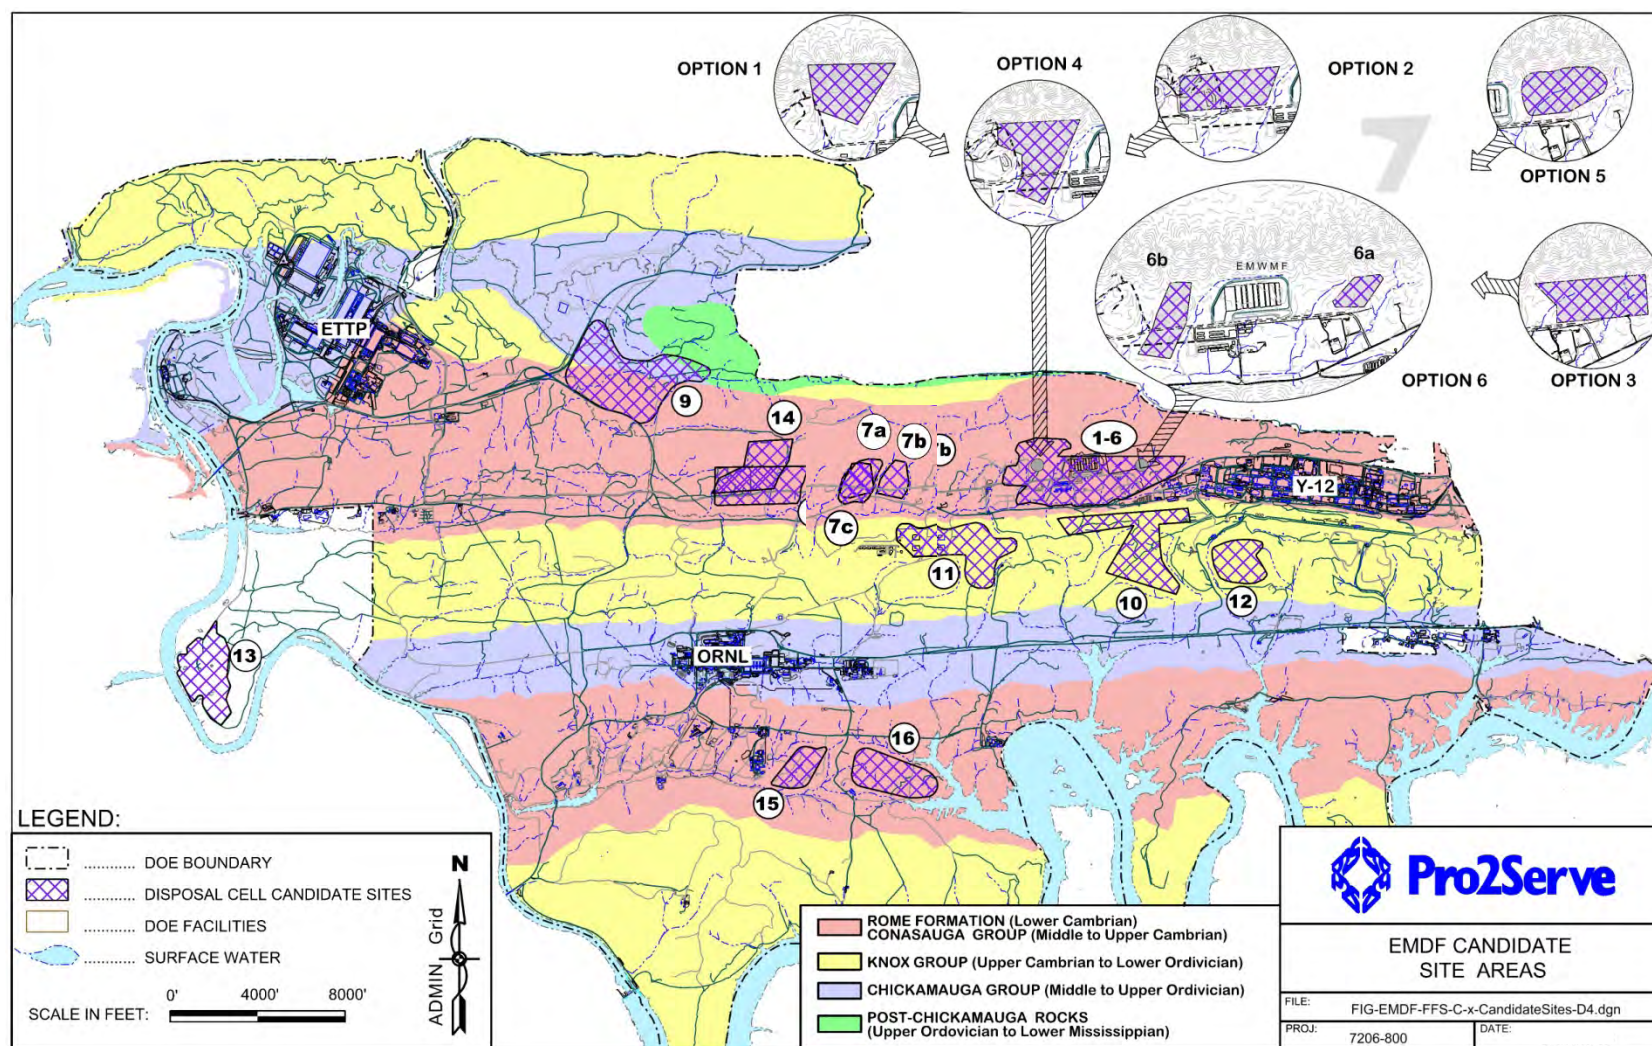 OPTION 1
OPTION 4
OPTION 2
OPTION 5
6b
EMWMF
6a
OPTION 6
OPTION 3
ETTP
9
14
7a
7b
7b
1-6
Y-12
7c
11
10
12
13
ORNL
16
15
LEGEND:
DOE BOUNDARY
DISPOSAL CELL CANDIDATE SITES
DOE FACILITIES
SURFACE WATER
SCALE IN FEET:
0' 4000' 8000'
N
ADMIN Grid
ROME FORMATION (Lower Cambrian)
CONASAUGA GROUP (Middle to Upper Cambrian)
KNOX GROUP (Upper Cambrian to Lower Ordivician)
CHICKAMAUGA GROUP (Middle to Upper Ordivician)
POST-CHICKAMAUGA ROCKS
(Upper Ordovician to Lower Mississippian)
Pro2Serve
EMDF CANDIDATE
SITE AREAS
FILE: FIG-EMDF-FFS-C-x-CandidateSites-D4.dgn
PROJ: 7206-800
DATE: